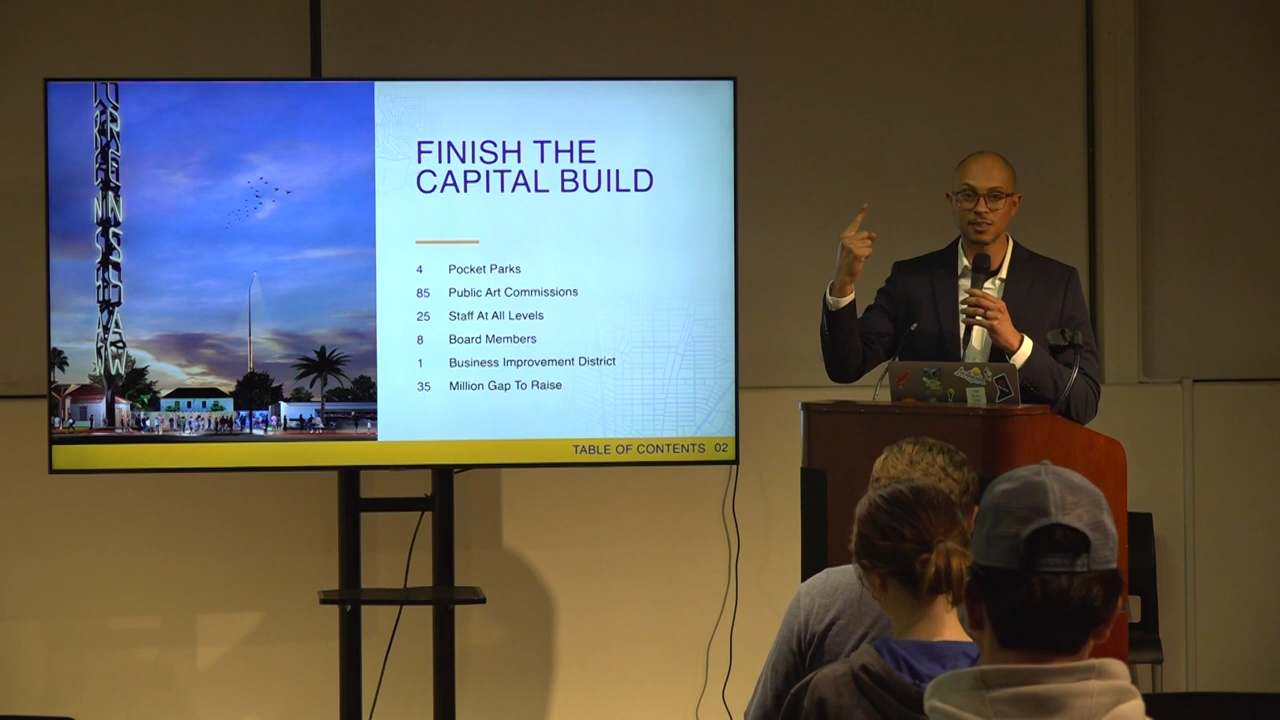 CRENSHAW
FINISH THE
CAPITAL BUILD
4 Pocket Parks
85 Public Art Commissions
25 Staff At All Levels
8 Board Members
1 Business Improvement District
35 Million Gap To Raise
TABLE OF CONTENTS 02